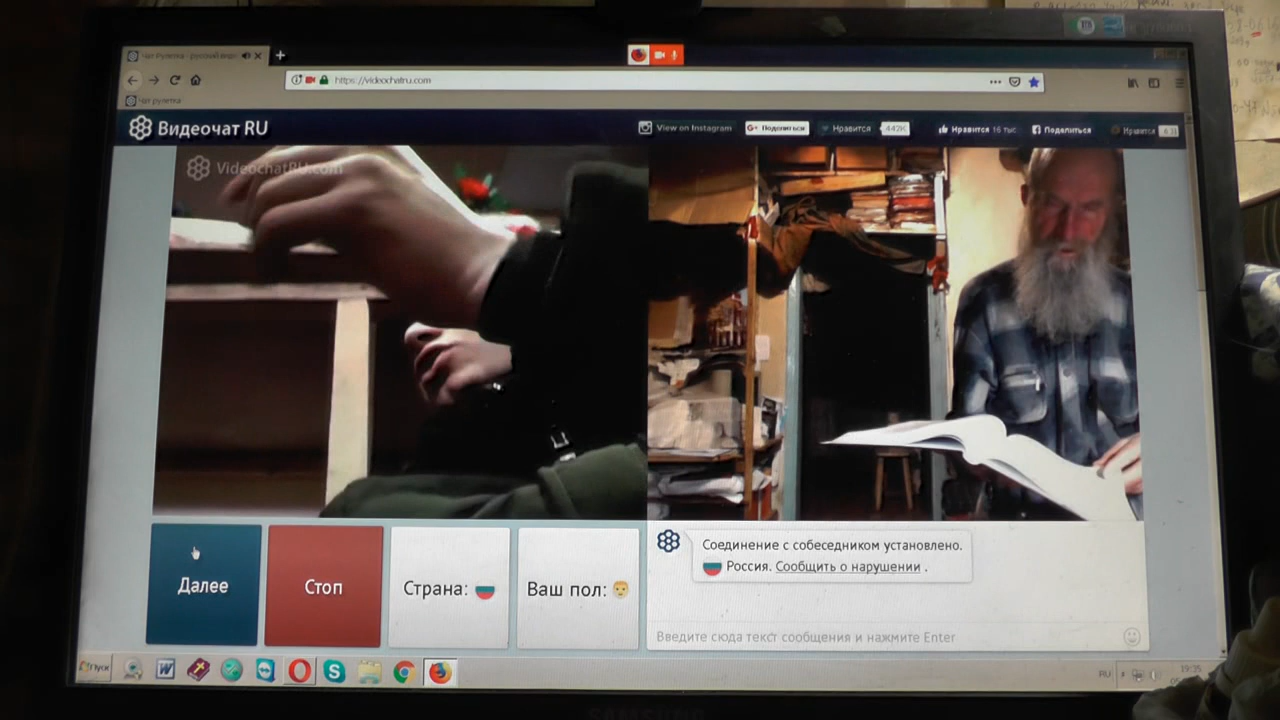 Чат Рулетка - русский
https://videochatru.com
Чат рулетка
Видеочат RU
View on Instagram
G+ Поделиться
Нравится 442K
Нравится 16 тыс
Поделиться
Нравится
VideochatRU.com
Далее
Стоп
Страна:
Ваш пол:
Соединение с собеседником установлено.
Россия. Сообщить о нарушении .
Введите сюда текст сообщения и нажмите Enter
Пуск
RU
19:35
SAMSUNG